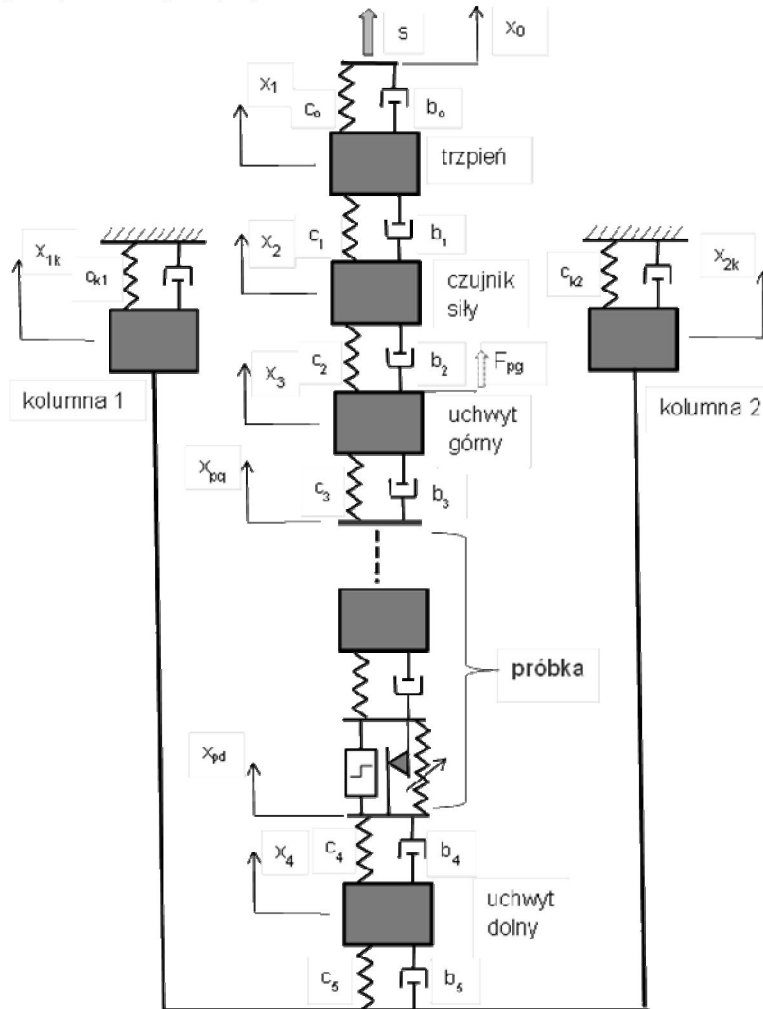 s
x₀
x₁
c₀
b₀
trzpień
c₁
b₁
x₂
czujnik
siły
x₁ₖ
cₖ₁
kolumna 1
cₖ₂
x₂ₖ
kolumna 2
c₂
b₂
Fpg
x₃
uchwyt
górny
xpg
c₃
b₃
próbka
xpd
c₄
b₄
x₄
uchwyt
dolny
c₅
b₅